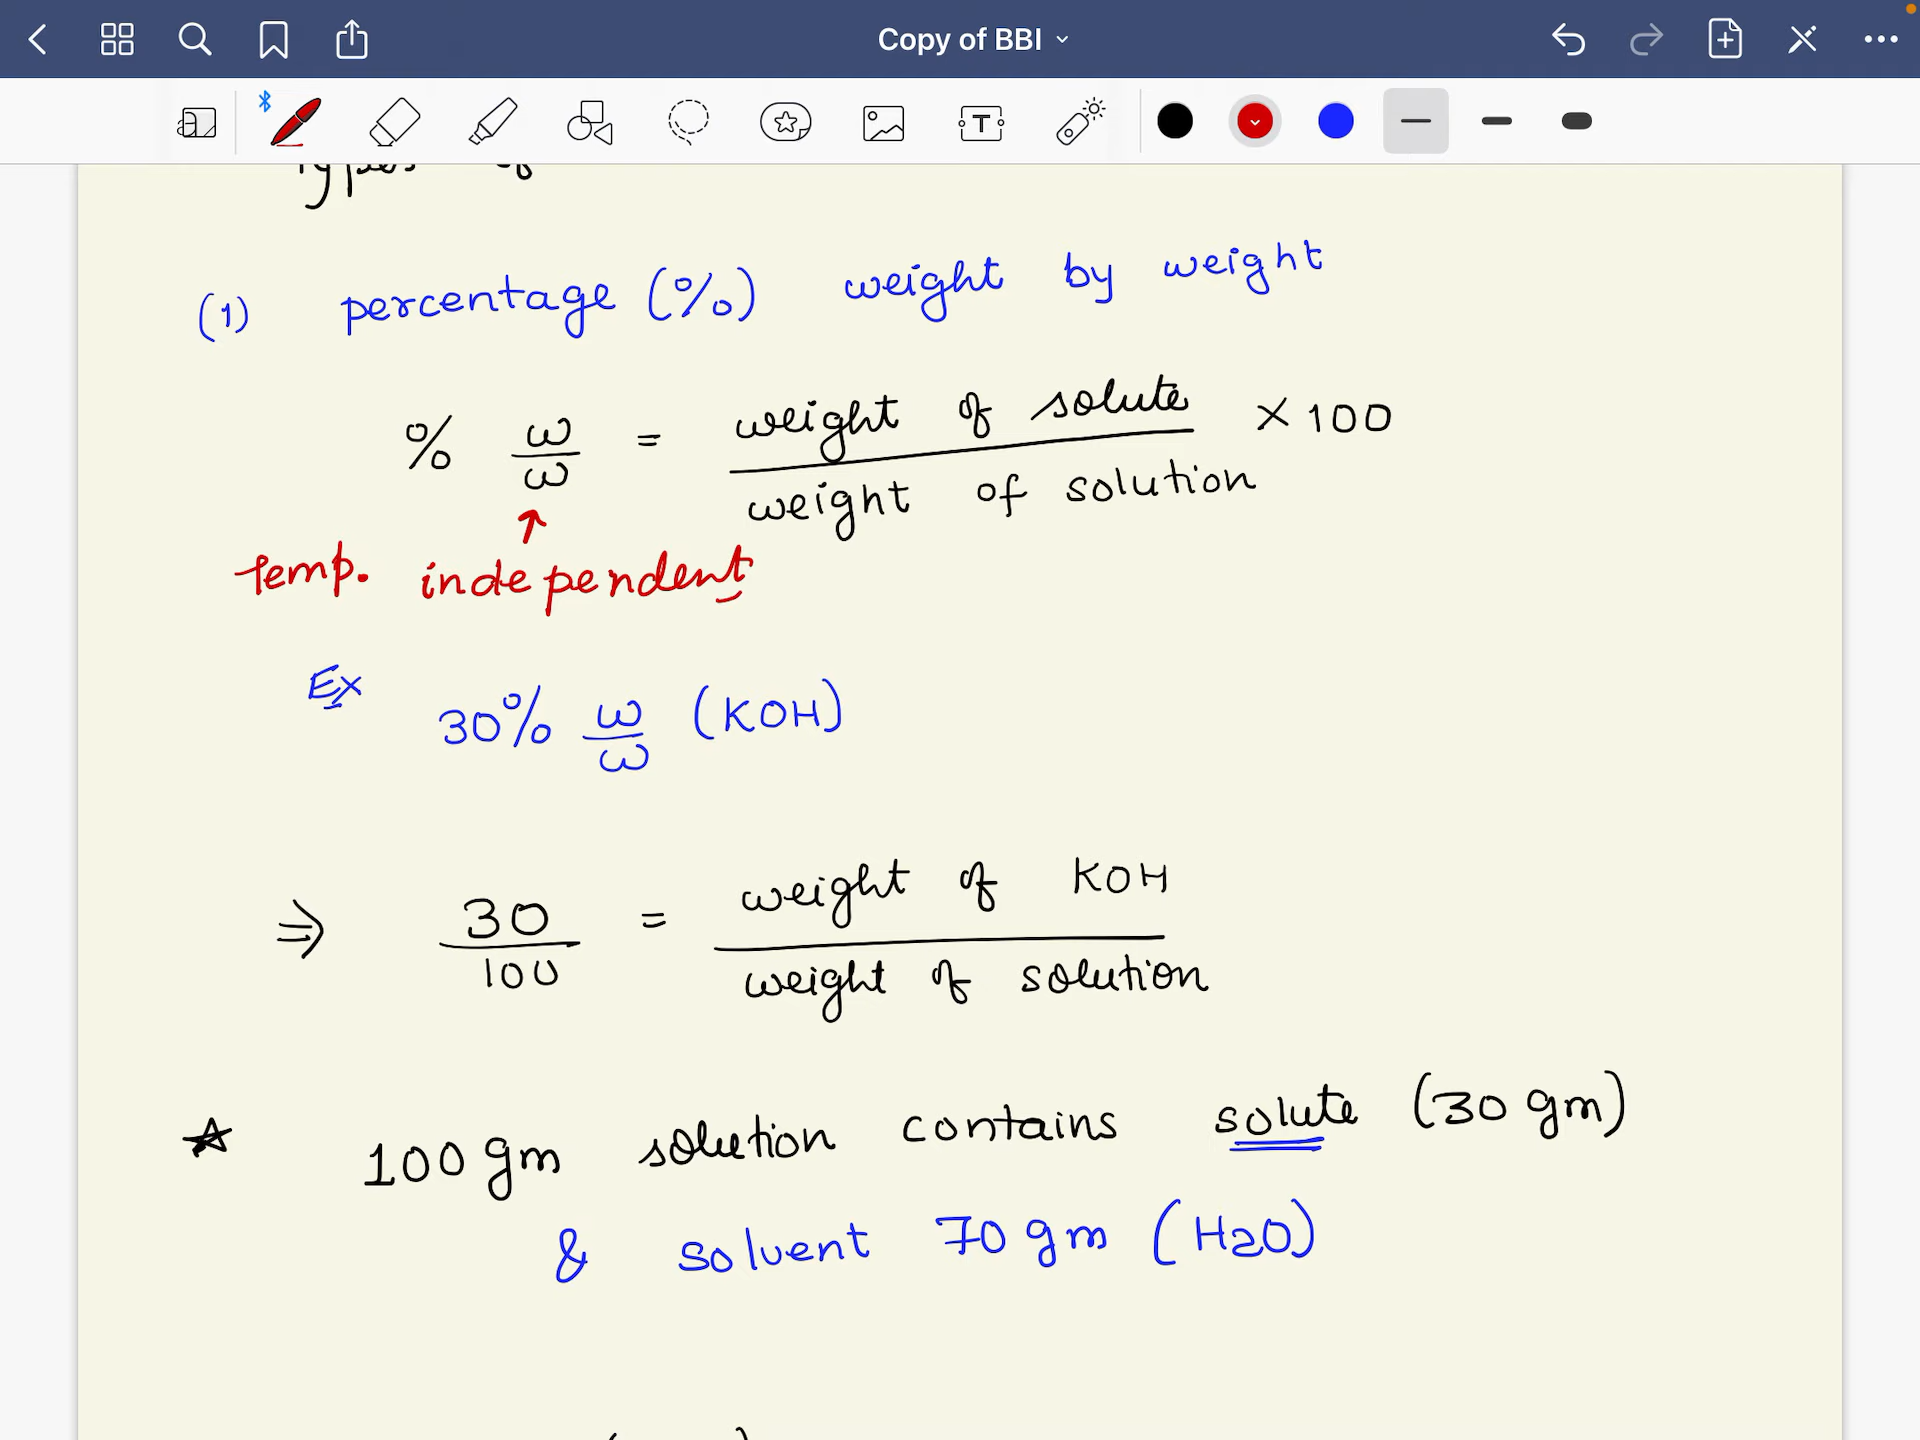 Copy of BBI
Types of
(1) percentage (%) weight by weight
% w/w = weight of solute / weight of solution × 100
Temp. independent
Ex
30% w/w (KOH)
⇒ 30/100 = weight of KOH / weight of solution
☆ 100 gm solution contains solute (30 gm)
& solvent 70 gm (H2O)